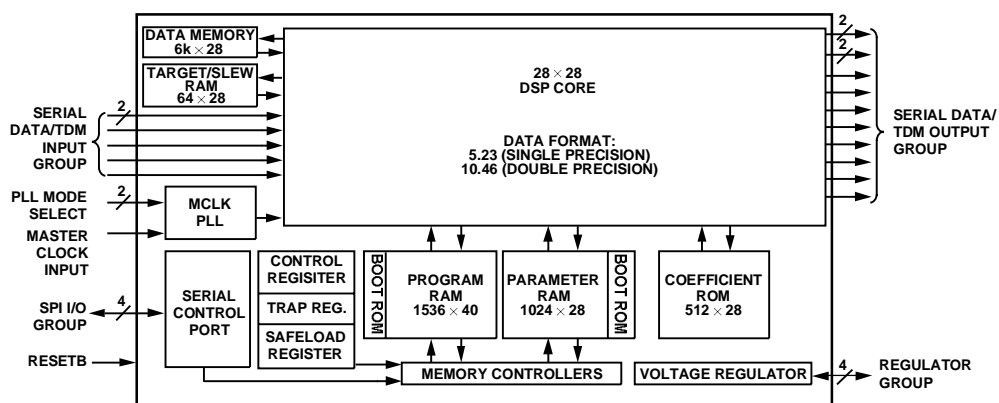 DATA MEMORY
6k × 28
TARGET/SLEW
RAM
64 × 28
28 × 28
DSP CORE
DATA FORMAT:
5.23 (SINGLE PRECISION)
10.46 (DOUBLE PRECISION)
2
SERIAL
DATA/TDM
INPUT
GROUP
2
2
SERIAL DATA/
TDM OUTPUT
GROUP
2
PLL MODE
SELECT
MASTER
CLOCK
INPUT
MCLK
PLL
4
SPI I/O
GROUP
RESETB
SERIAL
CONTROL
PORT
CONTROL
REGISITER
TRAP REG.
SAFELOAD
REGISTER
BOOT ROM
PROGRAM
RAM
1536 × 40
PARAMETER
RAM
1024 × 28
BOOT ROM
COEFFICIENT
ROM
512 × 28
MEMORY CONTROLLERS
VOLTAGE REGULATOR
4
REGULATOR
GROUP